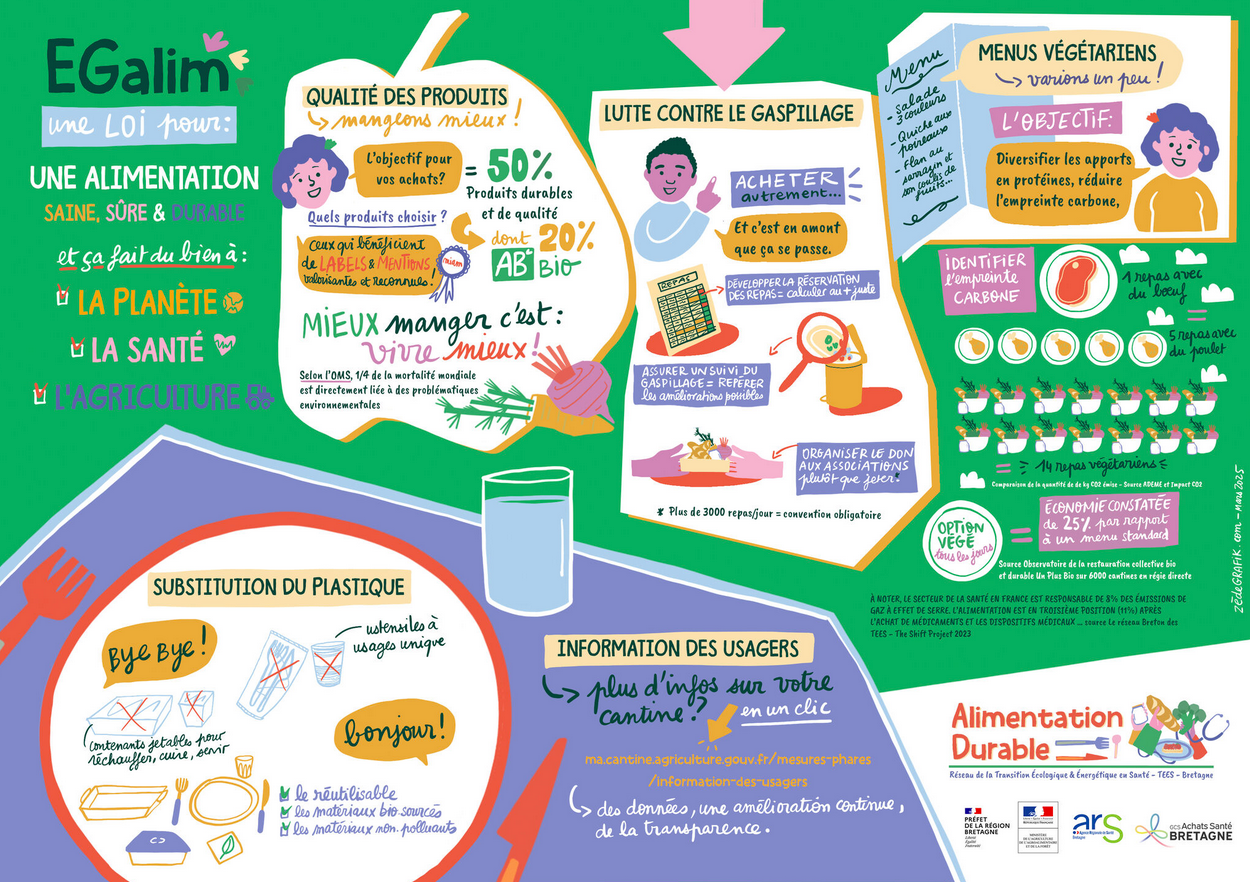 EGalim
une LOI pour:
UNE ALIMENTATION
SAINE, SÛRE & DURABLE
et ça fait du bien à:
LA PLANÈTE
LA SANTÉ
L'AGRICULTURE
QUALITÉ DES PRODUITS
mangeons mieux!
L'objectif pour
vos achats?
= 50%
Produits durables
et de qualité
dont 20%
AB Bio
Quels produits choisir ?
ceux qui bénéficient
de LABELS & MENTIONS
valorisantes et reconnues!
miam
MiEUX manger c'est:
vivre mieux!
Selon l'OMS, 1/4 de la mortalité mondiale
est directement liée à des problématiques
environnementales
LUTTE CONTRE LE GASPILLAGE
ACHETER
autrement...
Et c'est en amont
que ça se passe.
REPAS
DÉVELOPPER LA RÉSERVATION
DES REPAS = calculer au + juste
ASSURER UN SUIVI DU
GASPILLAGE = REPÉRER
les améliorations possibles
ORGANISER LE DON
AUX ASSOCIATIONS
plutôt que jeter*
* Plus de 3000 repas/jour = convention obligatoire
Menu
- salade
3 couleurs
- Quiche aux
poireaux
- Flan au
sarrasin et
son coulis de
fruits...
MENUS VÉGÉTARIENS
varions un peu!
L'OBJECTIF:
Diversifier les apports
en protéines, réduire
l'empreinte carbone,
iDENTIFIER
l'empreinte
CARBONE
1 repas avec
du bœuf
=
5 repas avec
du poulet
= 14 repas végétariens
Comparaison de la quantité de de kg CO2 émise - Source ADEME et Impact CO2
OPTION
VÉGÉ
tous les jours
=
ÉCONOMIE CONSTATÉE
de 25% par rapport
à un menu standard
Source Observatoire de la restauration collective bio
et durable Un Plus Bio sur 6000 cantines en régie directe
À NOTER, LE SECTEUR DE LA SANTÉ EN FRANCE EST RESPONSABLE DE 8% DES ÉMISSIONS DE
GAZ À EFFET DE SERRE. L'ALIMENTATION EST EN TROISIÈME POSITION (11%) APRÈS
L'ACHAT DE MÉDICAMENTS ET LES DISPOSITIFS MÉDICAUX ... source Le réseau Breton des
TEES - The Shift Project 2023
zédeGRAFiK.com - mars 2025
SUBSTITUTION DU PLASTIQUE
Bye Bye!
ustensiles à
usages unique
contenants jetables pour
réchauffer, cuire, servir
bonjour!
le réutilisable
les matériaux bio sourcés
les matériaux non polluants
INFORMATION DES USAGERS
plus d'infos sur votre
cantine?
en un clic
ma.cantine.agriculture.gouv.fr/mesures-phares
/information-des-usagers
des données, une amélioration continue,
de la transparence.
Alimentation
Durable
Réseau de la Transition Écologique & Énergétique en Santé - TEES - Bretagne
PRÉFET
DE LA RÉGION
BRETAGNE
Liberté
Égalité
Fraternité
ars
GCS Achats Santé
BRETAGNE